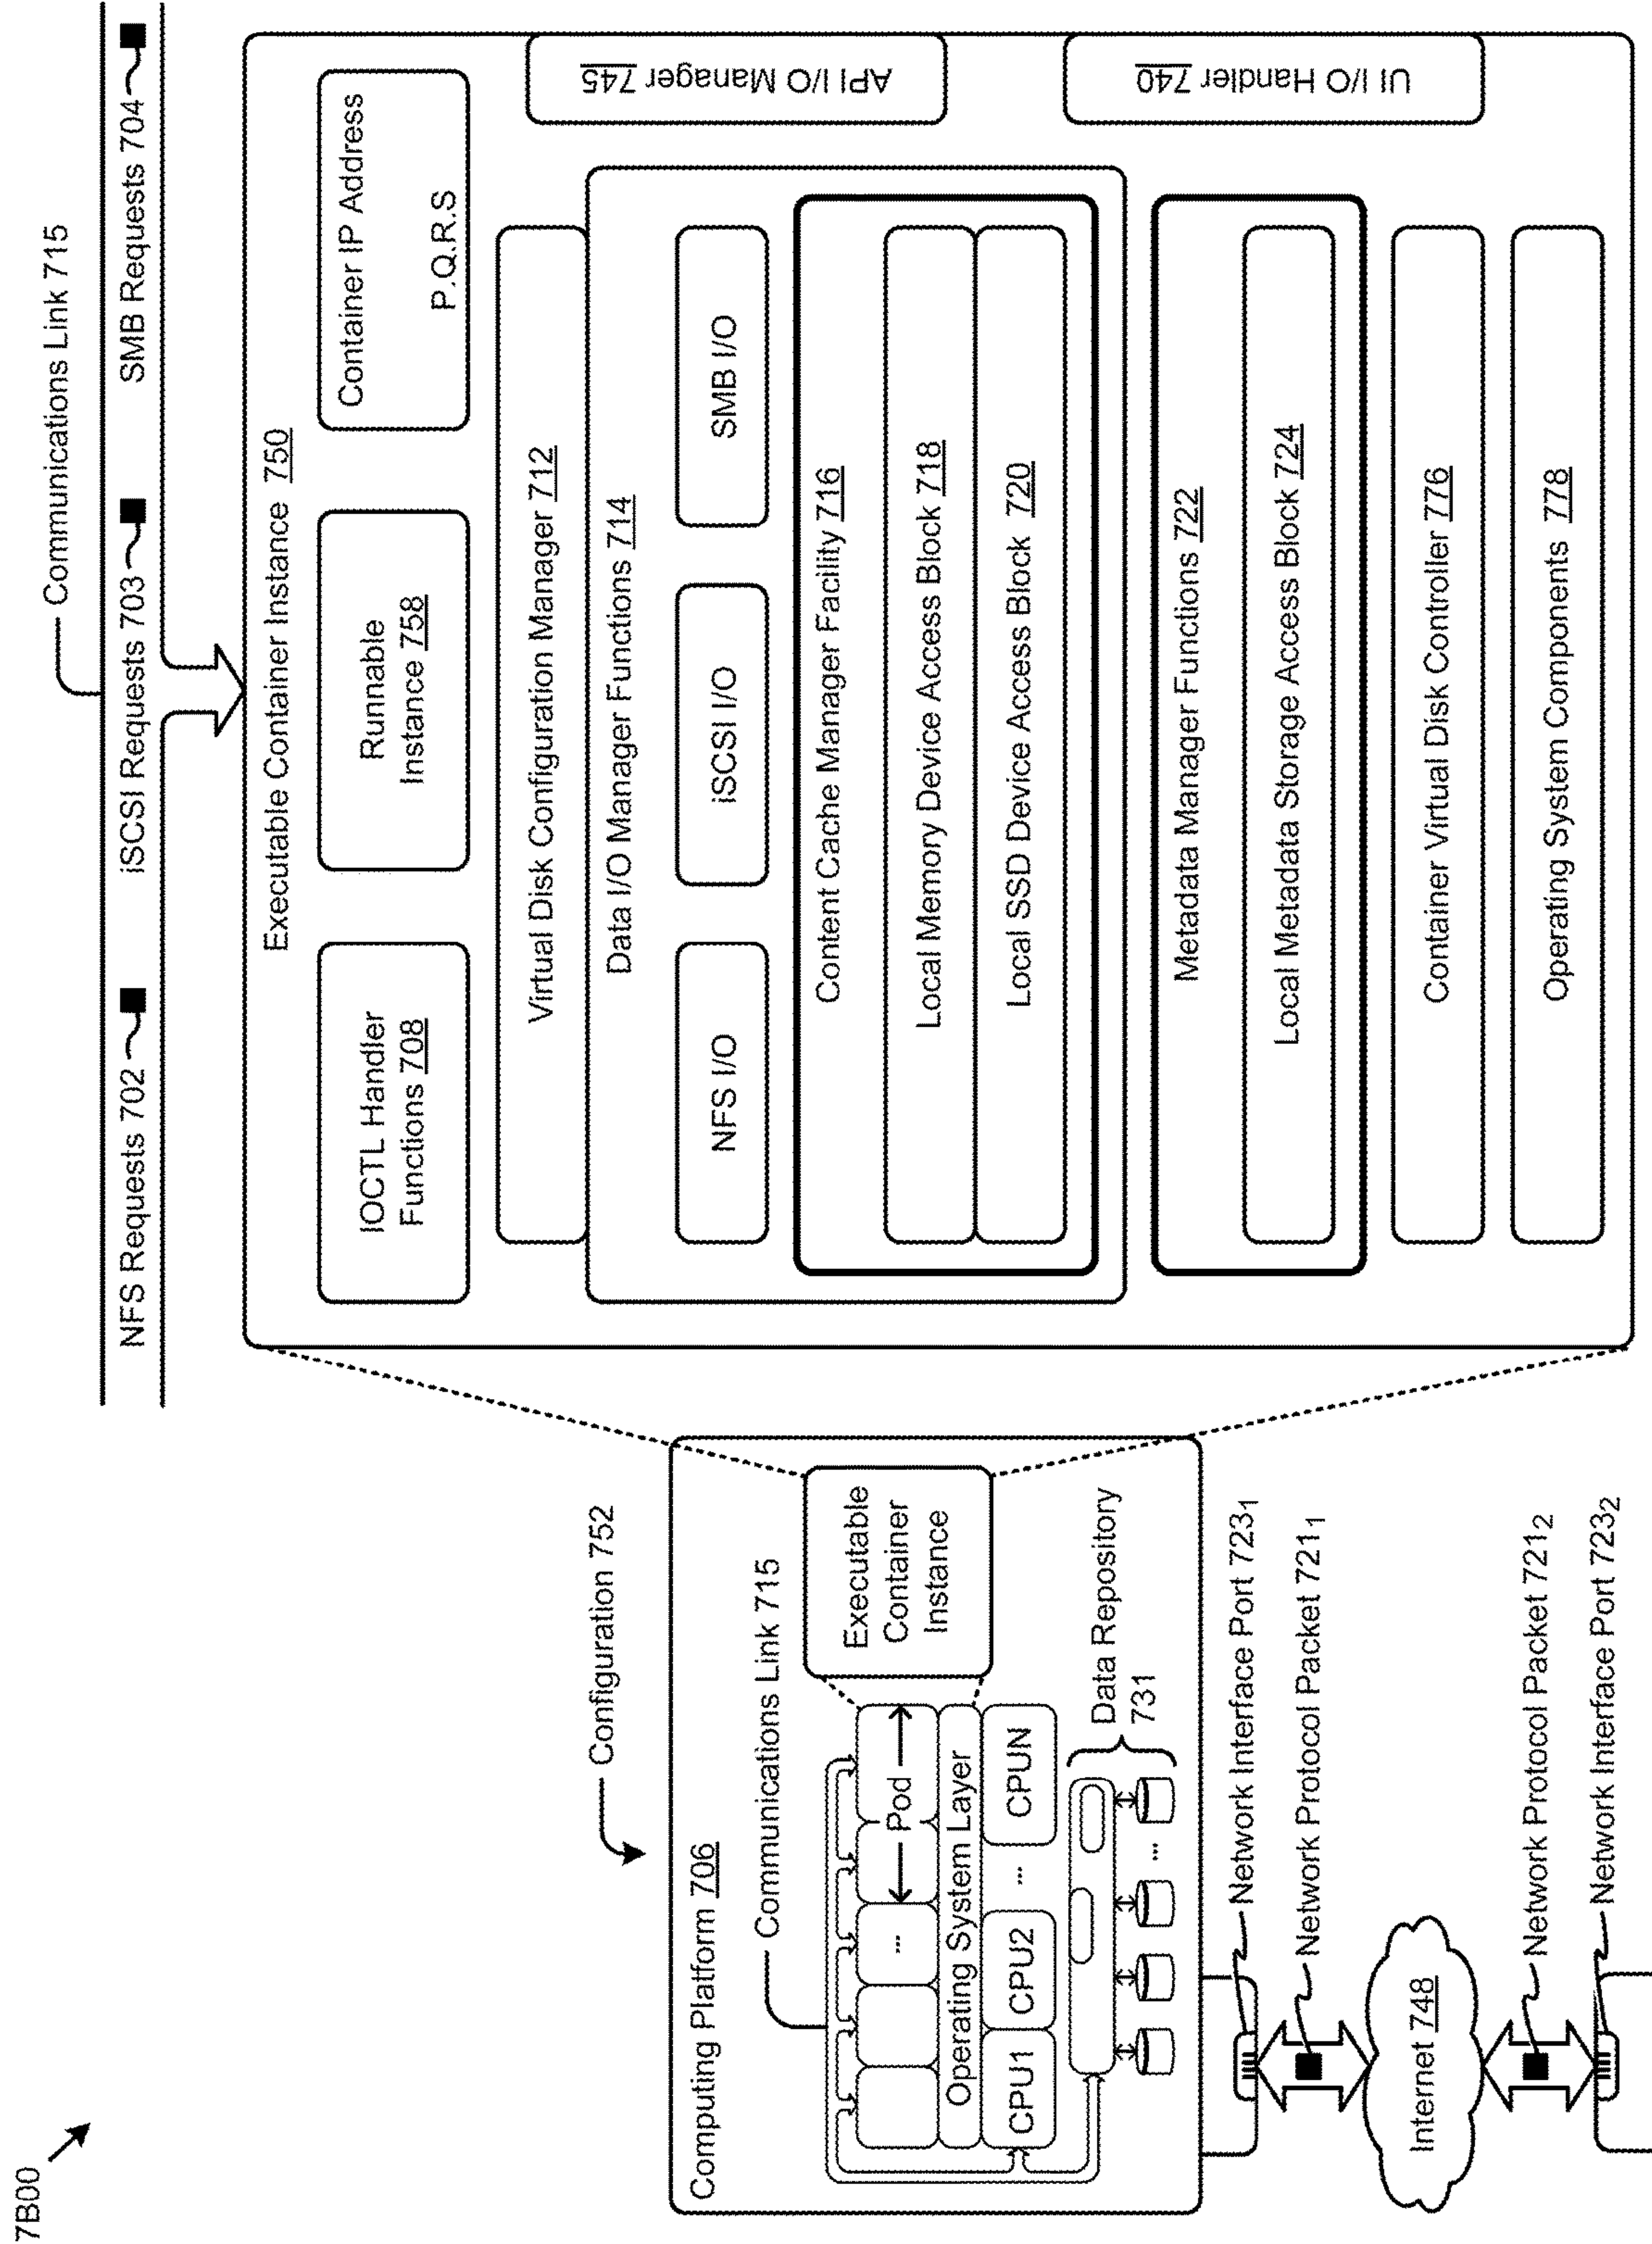 7B00
Communications Link 715
NFS Requests 702
iSCSI Requests 703
SMB Requests 704
Executable Container Instance 750
IOCTL Handler
Functions 708
Runnable
Instance 758
Container IP Address
P.Q.R.S
Virtual Disk Configuration Manager 712
Data I/O Manager Functions 714
NFS I/O
iSCSI I/O
SMB I/O
Content Cache Manager Facility 716
Local Memory Device Access Block 718
Local SSD Device Access Block 720
Metadata Manager Functions 722
Local Metadata Storage Access Block 724
Container Virtual Disk Controller 776
Operating System Components 778
API I/O Manager 745
UI I/O Handler 740
Configuration 752
Computing Platform 706
Communications Link 715
Executable
Container
Instance
...
Pod
Operating System Layer
CPU1
CPU2
...
CPUN
Data Repository
731
...
Network Interface Port 723₁
Network Protocol Packet 721₁
Internet 748
Network Protocol Packet 721₂
Network Interface Port 723₂